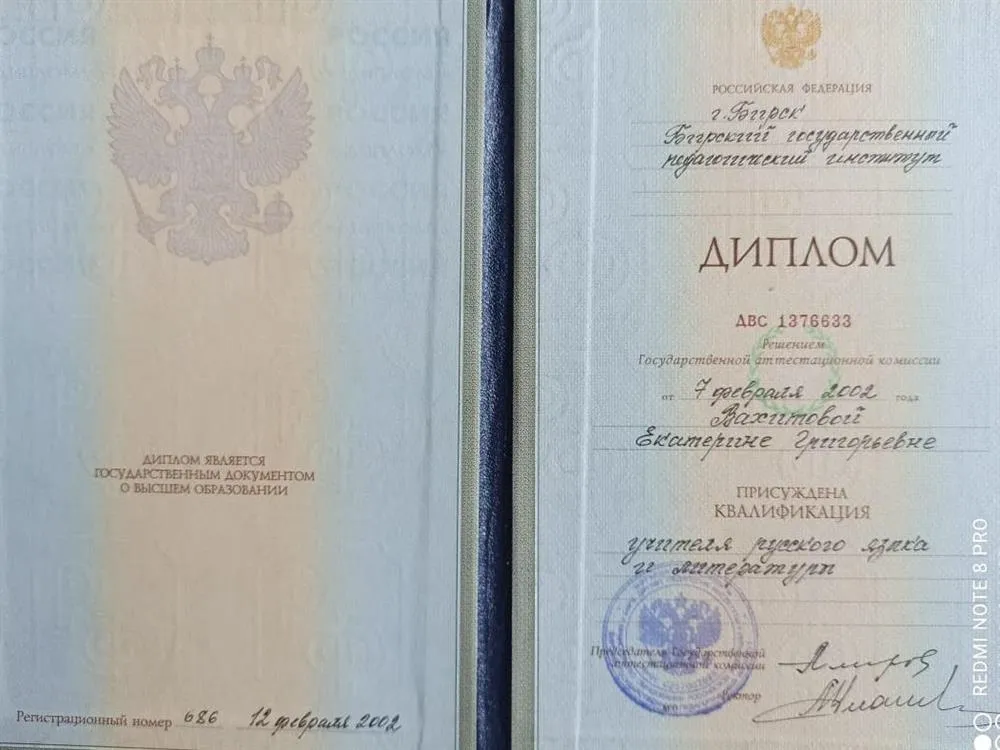 ДИПЛОМ ЯВЛЯЕТСЯ
ГОСУДАРСТВЕННЫМ ДОКУМЕНТОМ
О ВЫСШЕМ ОБРАЗОВАНИИ
Регистрационный номер 686 12 февраля 2002
РОССИЙСКАЯ ФЕДЕРАЦИЯ
г. Бирск
Бирский государственный
педагогический институт
ДИПЛОМ
ДВС 1376633
Решением
Государственной аттестационной комиссии
от 7 февраля 2002 года
Вахитовой
Екатерине Григорьевне
ПРИСУЖДЕНА
КВАЛИФИКАЦИЯ
учителя русского языка
и литературы
Председатель Государственной
аттестационной комиссии
Ректор
REDMI NOTE 8 PRO